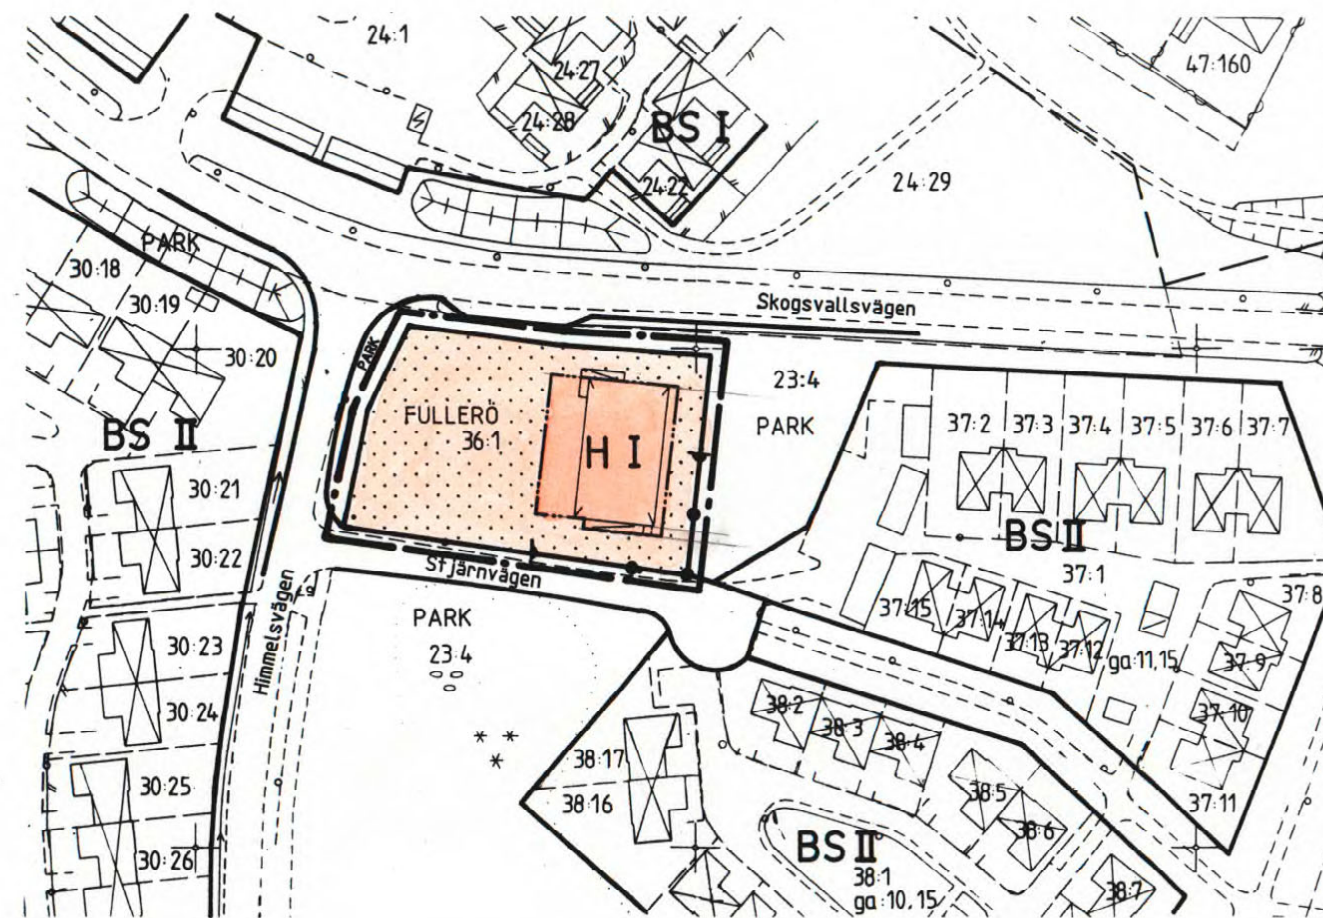 24:1
24:27
24:28
BS I
24:22
47:160
24:29
PARK
30:18
30:19
30:20
Skogsvallsvägen
PARK
23:4
PARK
FULLERÖ
36:1
H I
BS II
37:2
37:3
37:4
37:5
37:6
37:7
30:21
30:22
BS II
37:1
Stjärnvägen
Himmelsvägen
PARK
23:4
37:15
37:14
37:13
37:12
ga:11,15
37:8
37:9
37:10
37:11
30:23
30:24
30:25
30:26
38:2
38:3
38:4
38:5
38:6
38:7
38:17
38:16
BS II
38:1
ga:10,15